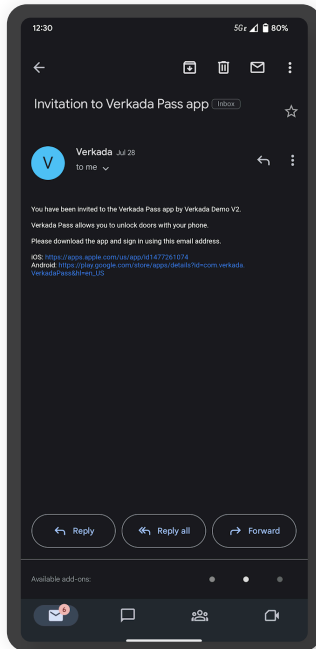 12:30 5GE 80%
Invitation to Verkada Pass app Inbox
V
Verkada Jul 28
to me
You have been invited to the Verkada Pass app by Verkada Demo V2.
Verkada Pass allows you to unlock doors with your phone.
Please download the app and sign in using this email address.
iOS: https://apps.apple.com/us/app/id1477261074
Android: https://play.google.com/store/apps/details?id=com.verkada.
VerkadaPass&hl=en_US
Reply Reply all Forward
Available add-ons:
6